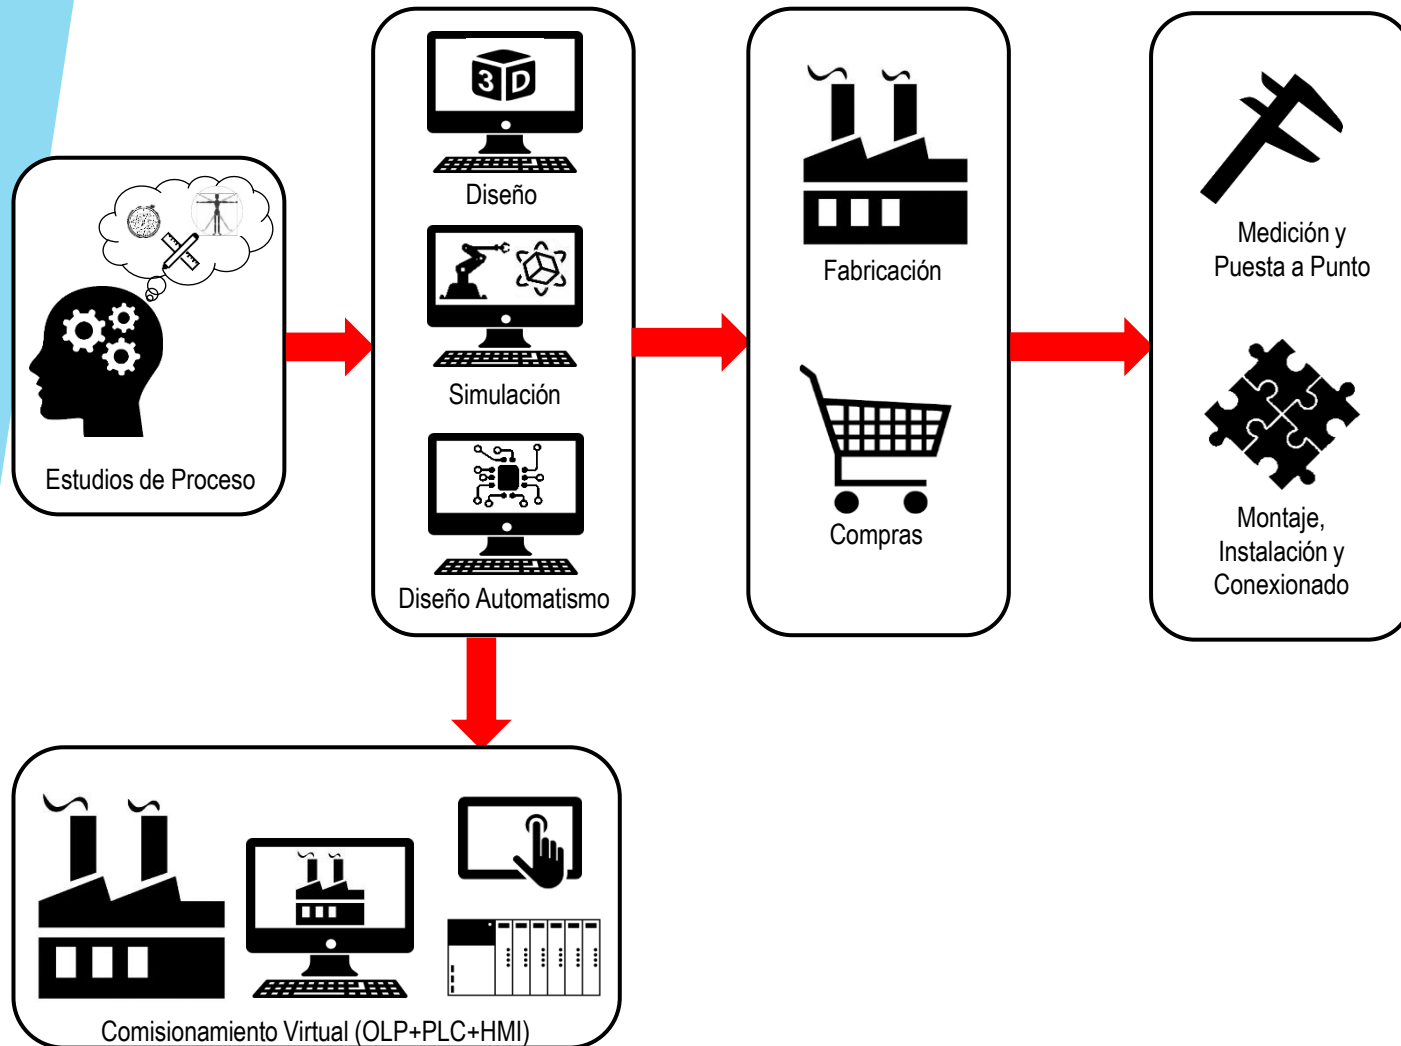 Estudios de Proceso
3D
Diseño
Simulación
Diseño Automatismo
Fabricación
Compras
Medición y
Puesta a Punto
Montaje,
Instalación y
Conexionado
Comisionamiento Virtual (OLP+PLC+HMI)